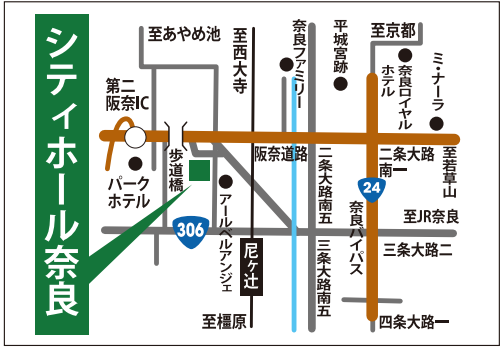 シティホール奈良
至あやめ池
第二
阪奈IC
パーク
ホテル
歩道橋
アールベルアンジェ
306
至西大寺
尼ヶ辻
至橿原
奈良ファミリー
阪奈道路
平城宮跡
二条大路南五
三条大路南五
至京都
奈良ロイヤル
ホテル
ミ・ナーラ
二条大路
南一
至若草山
24
奈良バイパス
至JR奈良
三条大路二
四条大路一